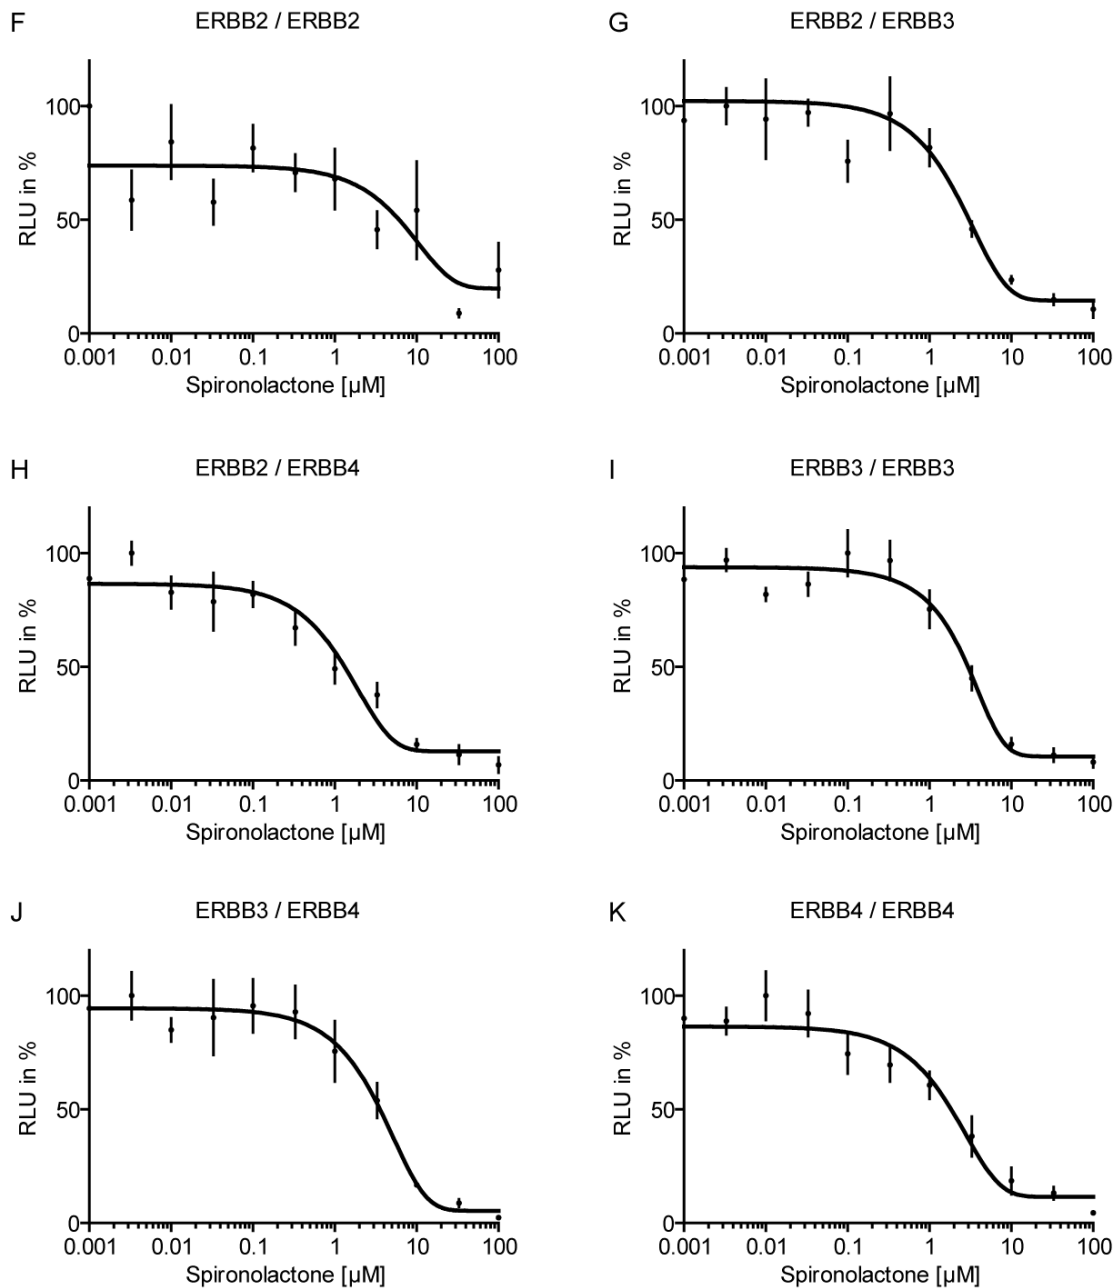 F
ERBB2 / ERBB2
RLU in %
100
50
0
0.001 0.01 0.1 1 10 100
Spironolactone [µM]
G
ERBB2 / ERBB3
RLU in %
100
50
0
0.001 0.01 0.1 1 10 100
Spironolactone [µM]
H
ERBB2 / ERBB4
RLU in %
100
50
0
0.001 0.01 0.1 1 10 100
Spironolactone [µM]
I
ERBB3 / ERBB3
RLU in %
100
50
0
0.001 0.01 0.1 1 10 100
Spironolactone [µM]
J
ERBB3 / ERBB4
RLU in %
100
50
0
0.001 0.01 0.1 1 10 100
Spironolactone [µM]
K
ERBB4 / ERBB4
RLU in %
100
50
0
0.001 0.01 0.1 1 10 100
Spironolactone [µM]